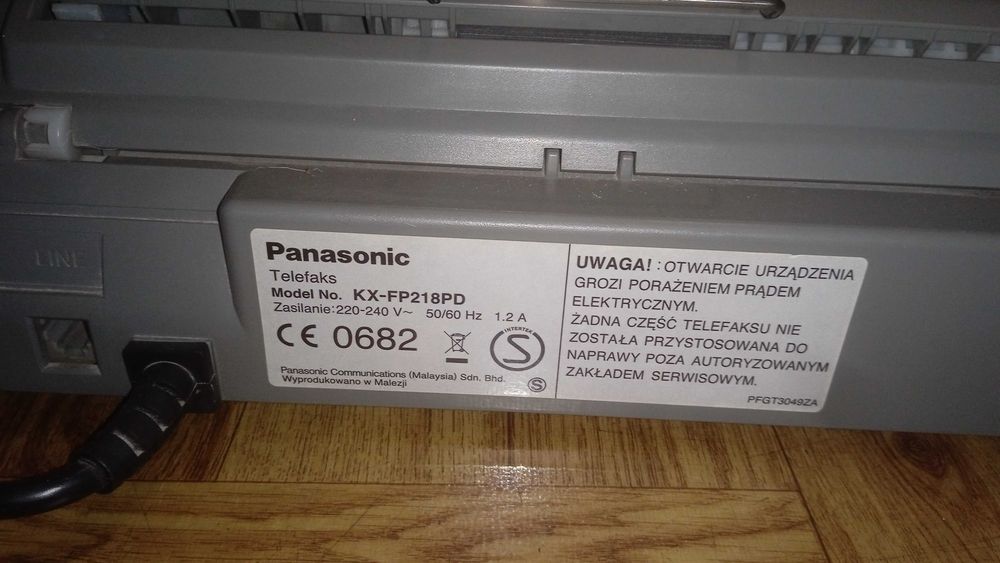 LINE
Panasonic
Telefaks
Model No. KX-FP218PD
Zasilanie:220-240 V~ 50/60 Hz 1.2 A
CE 0682
INTERTEK
S
Panasonic Communications (Malaysia) Sdn. Bhd.
Wyprodukowano w Malezji
S
UWAGA! : OTWARCIE URZĄDZENIA
GROZI PORAŻENIEM PRĄDEM
ELEKTRYCZNYM.
ŻADNA CZĘŚĆ TELEFAKSU NIE
ZOSTAŁA PRZYSTOSOWANA DO
NAPRAWY POZA AUTORYZOWANYM
ZAKŁADEM SERWISOWYM.
PFGT3049ZA